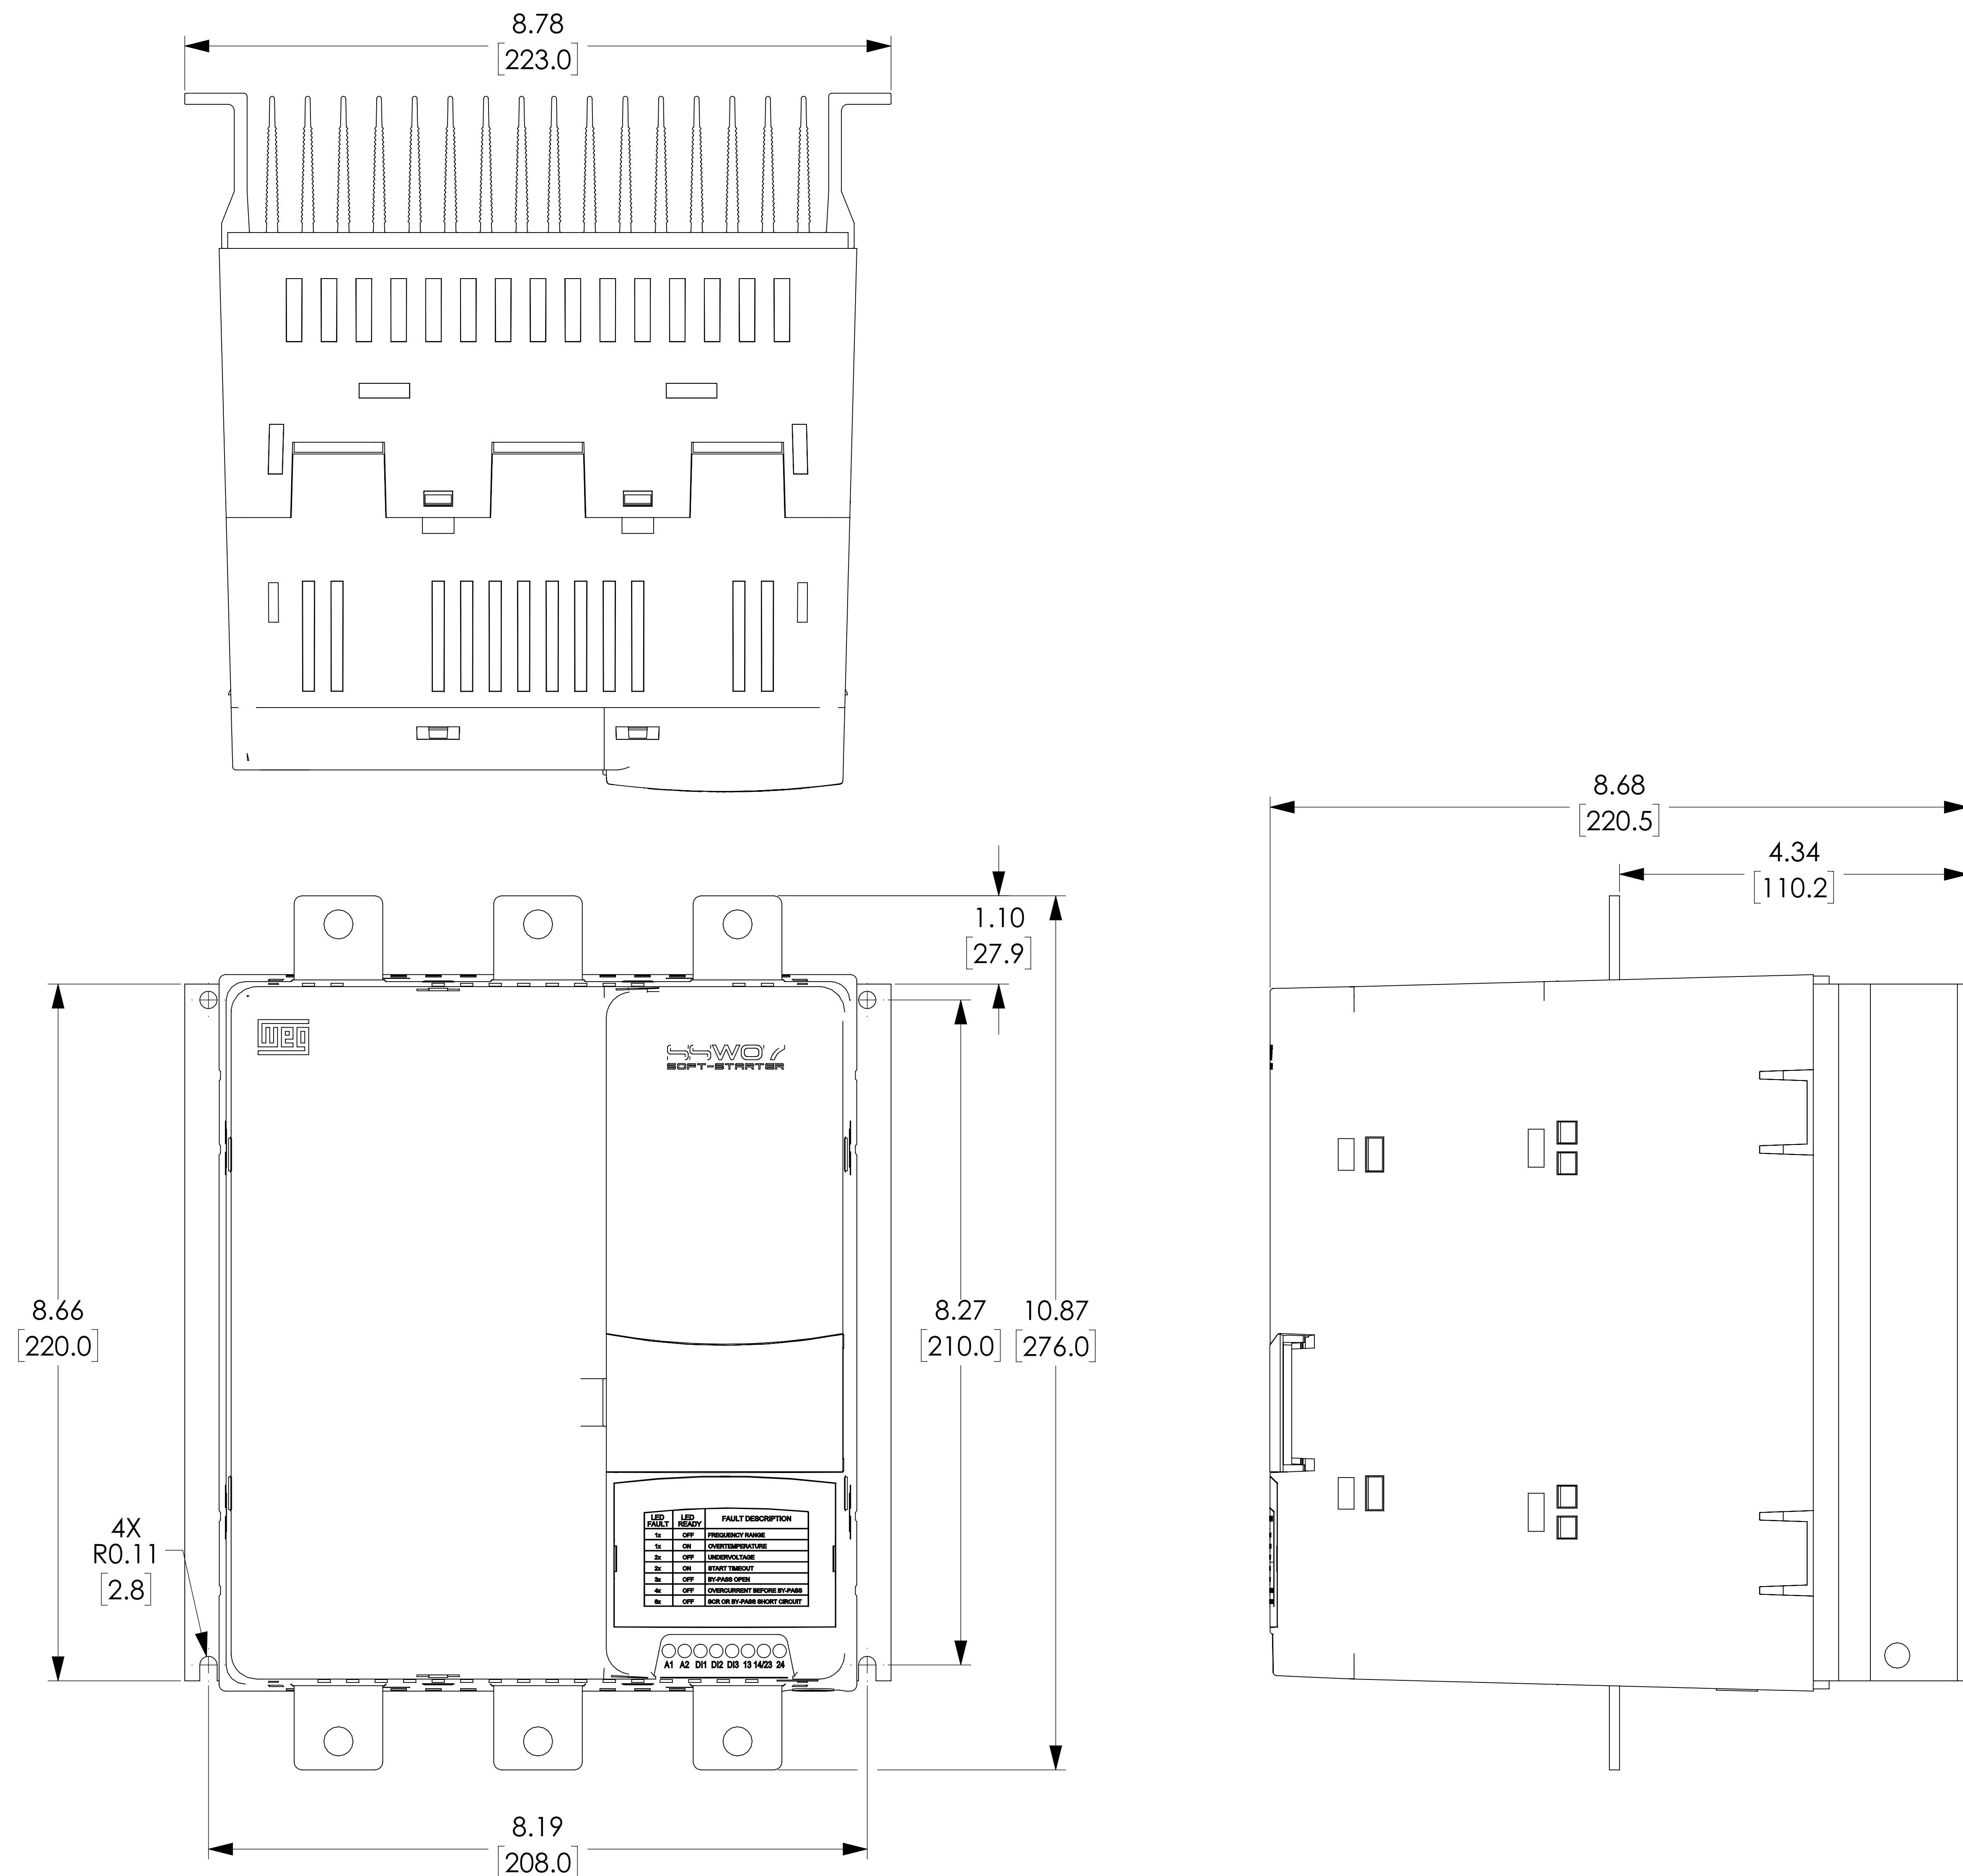 8.78
[223.0]
8.68
[220.5]
4.34
[110.2]
1.10
[27.9]
weg
SSW07
SOFT-STARTER
8.66
[220.0]
8.27
[210.0]
10.87
[276.0]
4X
R0.11
[2.8]
LED FAULT LED READY FAULT DESCRIPTION
1x OFF FREQUENCY RANGE
1x ON OVERTEMPERATURE
2x OFF UNDERVOLTAGE
2x ON START TIMEOUT
3x OFF BY-PASS OPEN
4x OFF OVERCURRENT BEFORE BY-PASS
6x OFF SCR OR BY-PASS SHORT CIRCUIT
A1 A2 DI1 DI2 DI3 13 14/23 24
8.19
[208.0]